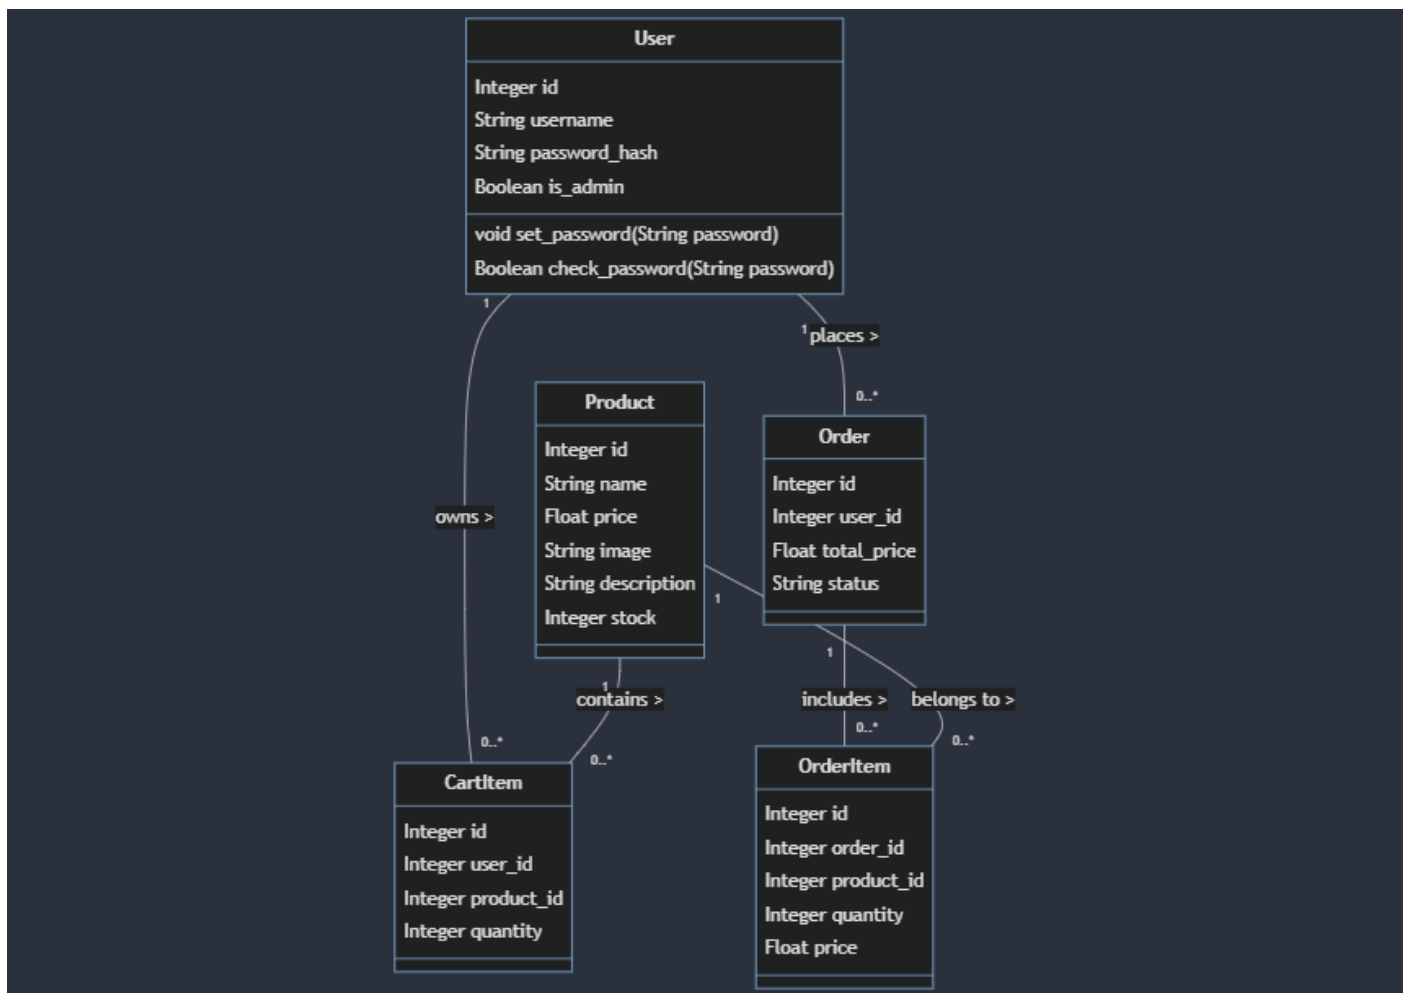 User
Integer id
String username
String password_hash
Boolean is_admin
void set_password(String password)
Boolean check_password(String password)
1
1
places >
0..*
Product
Integer id
String name
Float price
String image
String description
Integer stock
Order
Integer id
Integer user_id
Float total_price
String status
owns >
1
1
1
contains >
includes >
belongs to >
0..*
0..*
0..*
0..*
CartItem
Integer id
Integer user_id
Integer product_id
Integer quantity
OrderItem
Integer id
Integer order_id
Integer product_id
Integer quantity
Float price